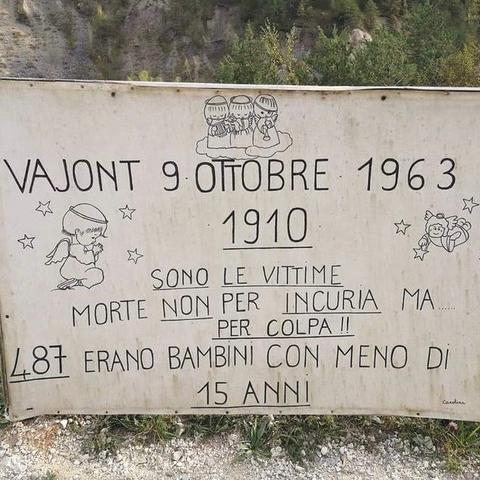 VAJONT 9 OTTOBRE 1963
1910
SONO LE VITTIME
MORTE NON PER INCURIA MA.....
PER COLPA!!
487 ERANO BAMBINI CON MENO DI
15 ANNI